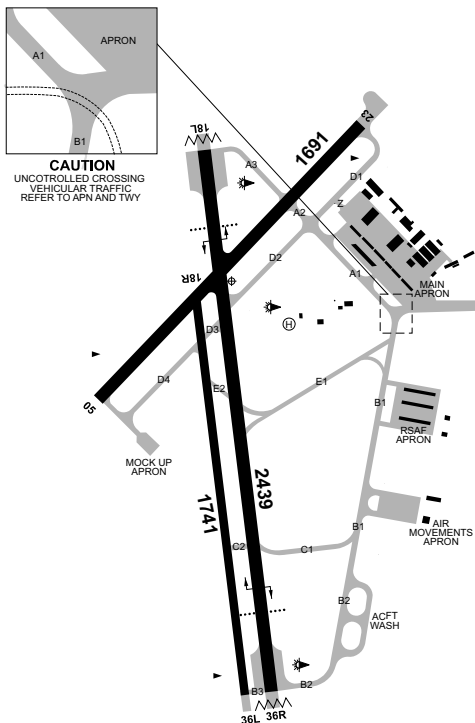 A1
APRON
B1
CAUTION
UNCOTROLLED CROSSING
VEHICULAR TRAFFIC
REFER TO APN AND TWY
18L
23
1691
A3
D1
Z
A2
D2
A1
18R
MAIN
APRON
H
D3
D4
E2
E1
05
B1
RSAF
APRON
MOCK UP
APRON
2439
1741
B1
AIR
MOVEMENTS
APRON
C2
C1
B2
ACFT
WASH
B3
B2
36L
36R